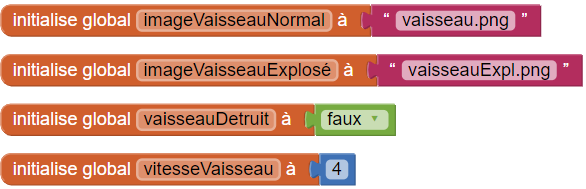 initialise global imageVaisseauNormal à “ vaisseau.png ”
initialise global imageVaisseauExplosé à “ vaisseauExpl.png ”
initialise global vaisseauDetruit à faux
initialise global vitesseVaisseau à 4